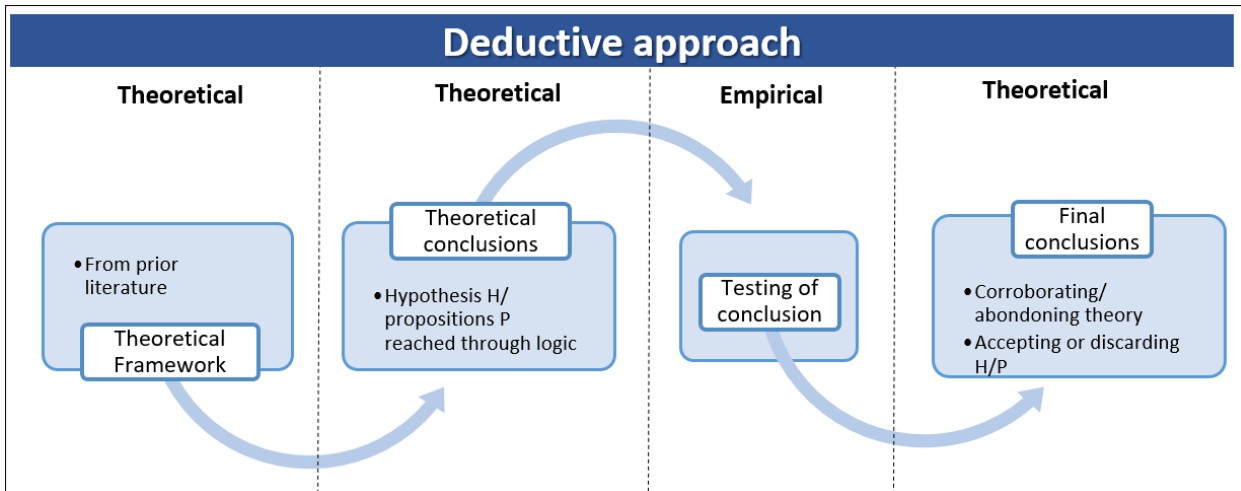 Deductive approach
Theoretical
Theoretical
Empirical
Theoretical
•From prior
literature
Theoretical
Framework
Theoretical
conclusions
•Hypothesis H/
propositions P
reached through logic
Testing of
conclusion
Final
conclusions
•Corroborating/
abondoning theory
•Accepting or discarding
H/P